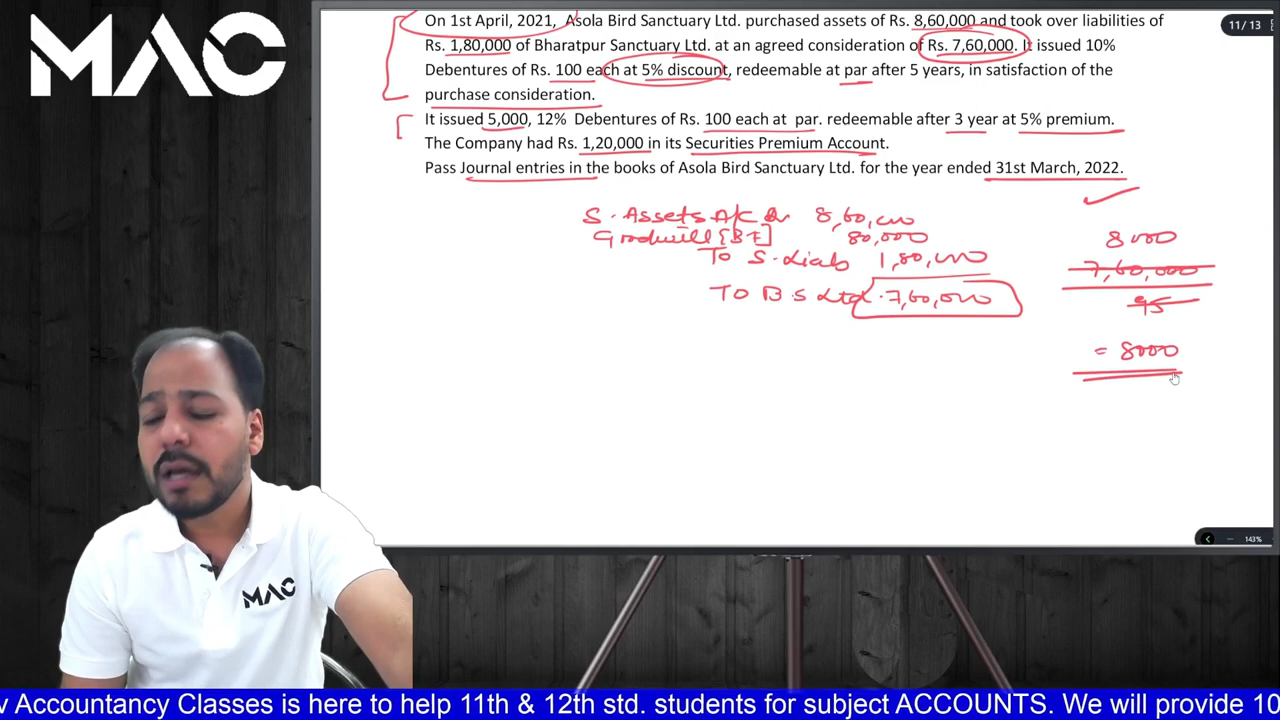 MAC
11/13
On 1st April, 2021, Asola Bird Sanctuary Ltd. purchased assets of Rs. 8,60,000 and took over liabilities of
Rs. 1,80,000 of Bharatpur Sanctuary Ltd. at an agreed consideration of Rs. 7,60,000. It issued 10%
Debentures of Rs. 100 each at 5% discount, redeemable at par after 5 years, in satisfaction of the
purchase consideration.
It issued 5,000, 12% Debentures of Rs. 100 each at par. redeemable after 3 year at 5% premium.
The Company had Rs. 1,20,000 in its Securities Premium Account.
Pass Journal entries in the books of Asola Bird Sanctuary Ltd. for the year ended 31st March, 2022.
S. Assets A/C Dr 8,60,000
Goodwill [BF] 80,000
To S. Liab 1,80,000
To B.S Ltd. 7,60,000
8000
7,60,000
95
= 8000
143%
MAC
v Accountancy Classes is here to help 11th & 12th std. students for subject ACCOUNTS. We will provide 10